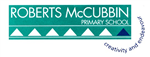 ROBERTS McCUBBIN
PRIMARY SCHOOL
creativity and endeavour